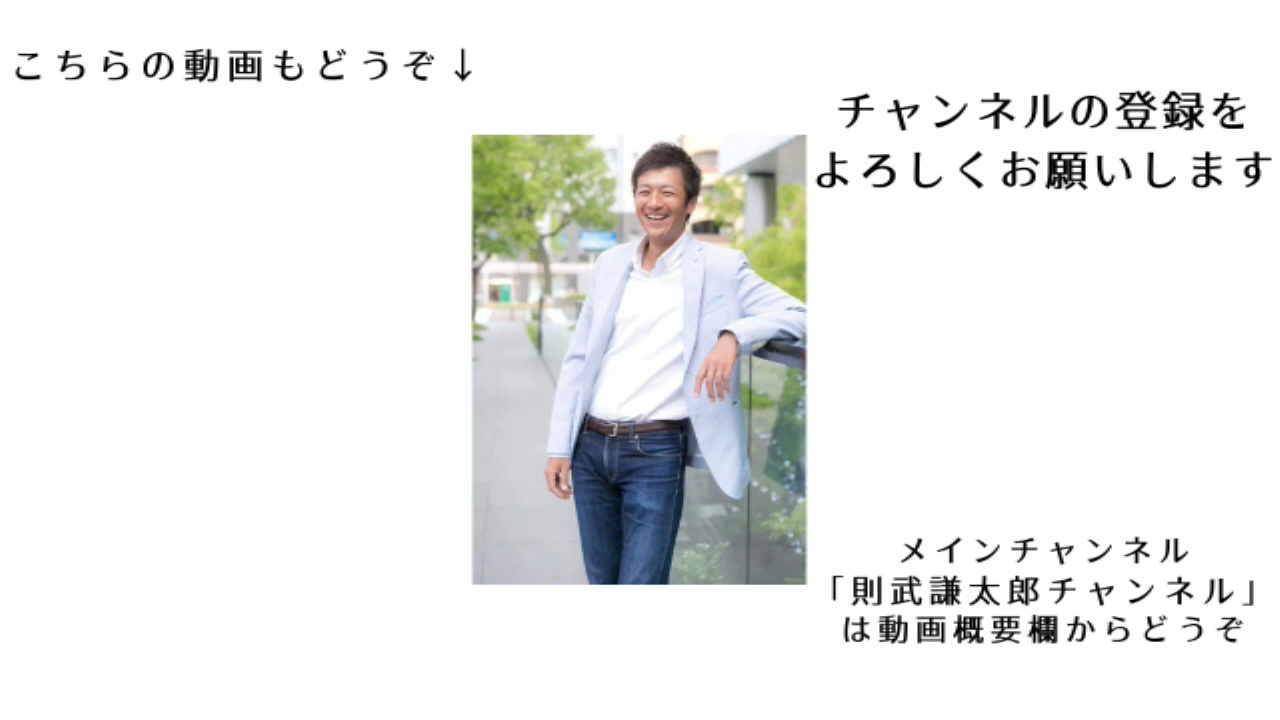 こちらの動画もどうぞ↓
チャンネルの登録を
よろしくお願いします
メインチャンネル
「則武謙太郎チャンネル」
は動画概要欄からどうぞ